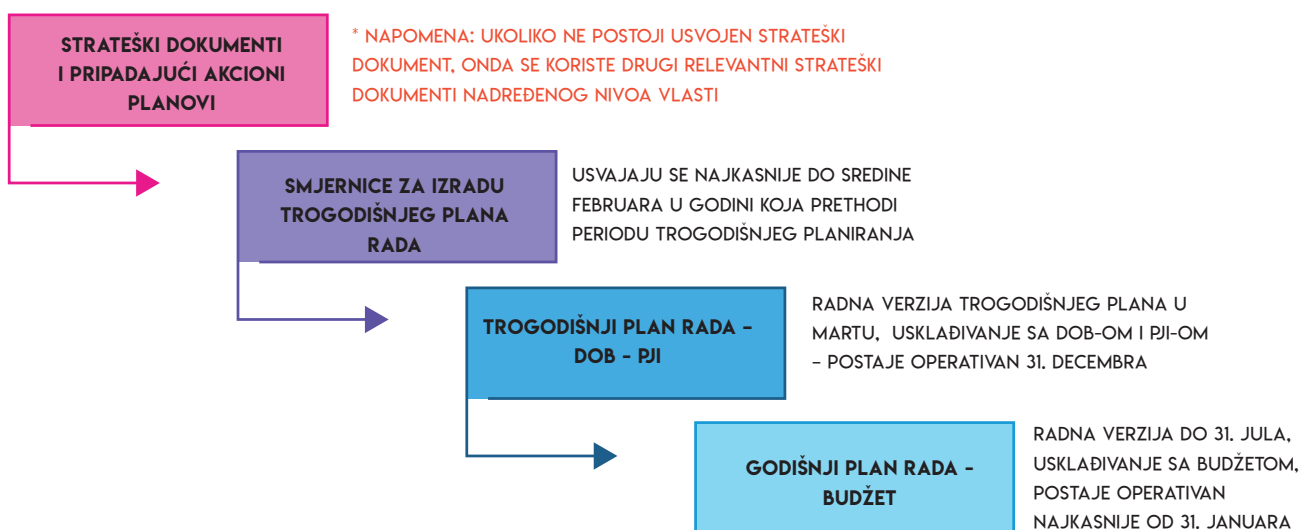 STRATEŠKI DOKUMENTI
I PRIPADAJUĆI AKCIONI
PLANOVI
* NAPOMENA: UKOLIKO NE POSTOJI USVOJEN STRATEŠKI
DOKUMENT, ONDA SE KORISTE DRUGI RELEVANTNI STRATEŠKI
DOKUMENTI NADREĐENOG NIVOA VLASTI
SMJERNICE ZA IZRADU
TROGODIŠNJEG PLANA
RADA
USVAJAJU SE NAJKASNIJE DO SREDINE
FEBRUARA U GODINI KOJA PRETHODI
PERIODU TROGODIŠNJEG PLANIRANJA
TROGODIŠNJI PLAN RADA –
DOB - PJI
RADNA VERZIJA TROGODIŠNJEG PLANA U
MARTU, USKLAĐIVANJE SA DOB-OM I PJI-OM
– POSTAJE OPERATIVAN 31. DECEMBRA
GODIŠNJI PLAN RADA -
BUDŽET
RADNA VERZIJA DO 31. JULA,
USKLAĐIVANJE SA BUDŽETOM,
POSTAJE OPERATIVAN
NAJKASNIJE OD 31. JANUARA